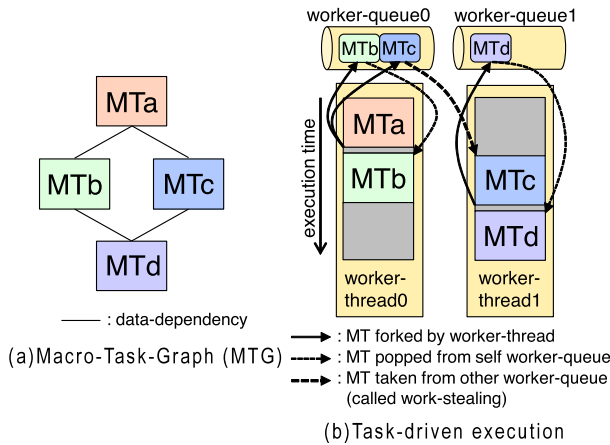 MTa
MTb
MTc
MTd
: data-dependency
(a)Macro-Task-Graph (MTG)
worker-queue0
worker-queue1
MTb
MTc
MTd
execution time
MTa
MTb
MTc
MTd
worker-
thread0
worker-
thread1
: MT forked by worker-thread
: MT popped from self worker-queue
: MT taken from other worker-queue
(called work-stealing)
(b)Task-driven execution